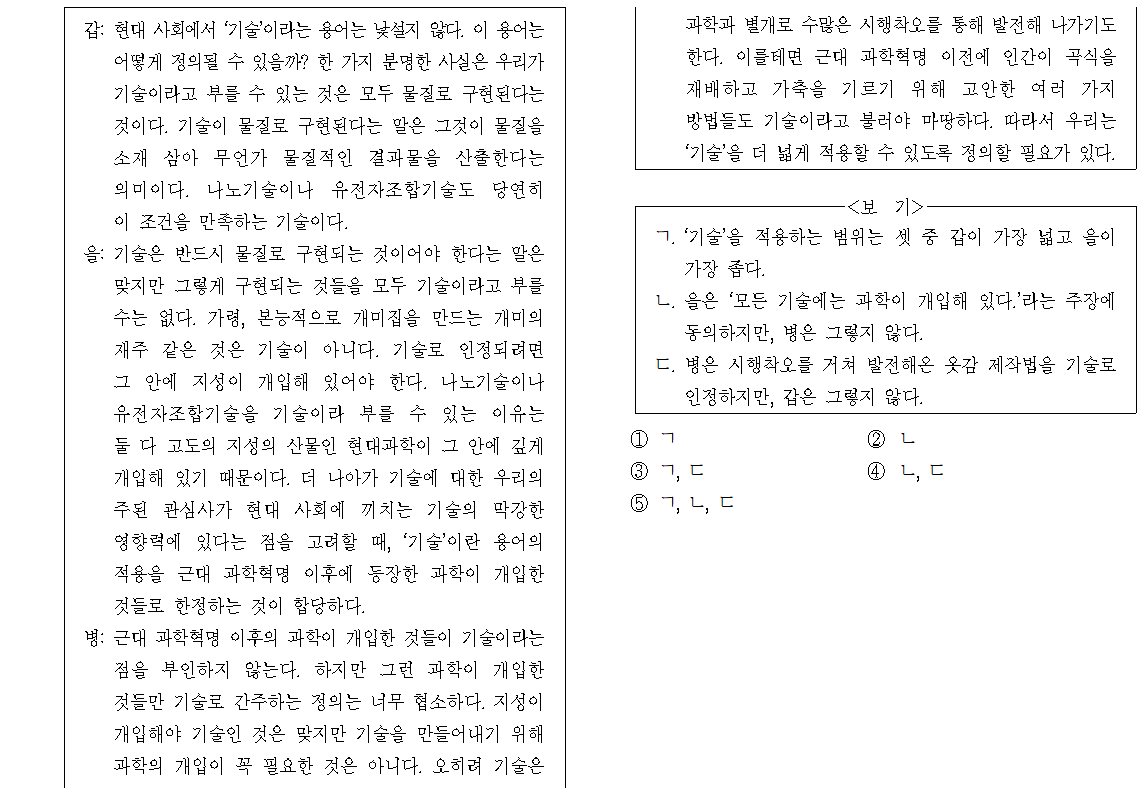 갑: 현대 사회에서 ‘기술’이라는 용어는 낯설지 않다. 이 용어는
어떻게 정의될 수 있을까? 한 가지 분명한 사실은 우리가
기술이라고 부를 수 있는 것은 모두 물질로 구현된다는
것이다. 기술이 물질로 구현된다는 말은 그것이 물질을
소재 삼아 무언가 물질적인 결과물을 산출한다는
의미이다. 나노기술이나 유전자조합기술도 당연히
이 조건을 만족하는 기술이다.
을: 기술은 반드시 물질로 구현되는 것이어야 한다는 말은
맞지만 그렇게 구현되는 것들을 모두 기술이라고 부를
수는 없다. 가령, 본능적으로 개미집을 만드는 개미의
재주 같은 것은 기술이 아니다. 기술로 인정되려면
그 안에 지성이 개입해 있어야 한다. 나노기술이나
유전자조합기술을 기술이라 부를 수 있는 이유는
둘 다 고도의 지성의 산물인 현대과학이 그 안에 깊게
개입해 있기 때문이다. 더 나아가 기술에 대한 우리의
주된 관심사가 현대 사회에 끼치는 기술의 막강한
영향력에 있다는 점을 고려할 때, ‘기술’이란 용어의
적용을 근대 과학혁명 이후에 등장한 과학이 개입한
것들로 한정하는 것이 합당하다.
병: 근대 과학혁명 이후의 과학이 개입한 것들이 기술이라는
점을 부인하지 않는다. 하지만 그런 과학이 개입한
것들만 기술로 간주하는 정의는 너무 협소하다. 지성이
개입해야 기술인 것은 맞지만 기술을 만들어내기 위해
과학의 개입이 꼭 필요한 것은 아니다. 오히려 기술은
과학과 별개로 수많은 시행착오를 통해 발전해 나가기도
한다. 이를테면 근대 과학혁명 이전에 인간이 곡식을
재배하고 가축을 기르기 위해 고안한 여러 가지
방법들도 기술이라고 불러야 마땅하다. 따라서 우리는
‘기술’을 더 넓게 적용할 수 있도록 정의할 필요가 있다.
<보 기>
ㄱ. ‘기술’을 적용하는 범위는 셋 중 갑이 가장 넓고 을이
가장 좁다.
ㄴ. 을은 ‘모든 기술에는 과학이 개입해 있다.’라는 주장에
동의하지만, 병은 그렇지 않다.
ㄷ. 병은 시행착오를 거쳐 발전해온 옷감 제작법을 기술로
인정하지만, 갑은 그렇지 않다.
① ㄱ ② ㄴ
③ ㄱ, ㄷ ④ ㄴ, ㄷ
⑤ ㄱ, ㄴ, ㄷ